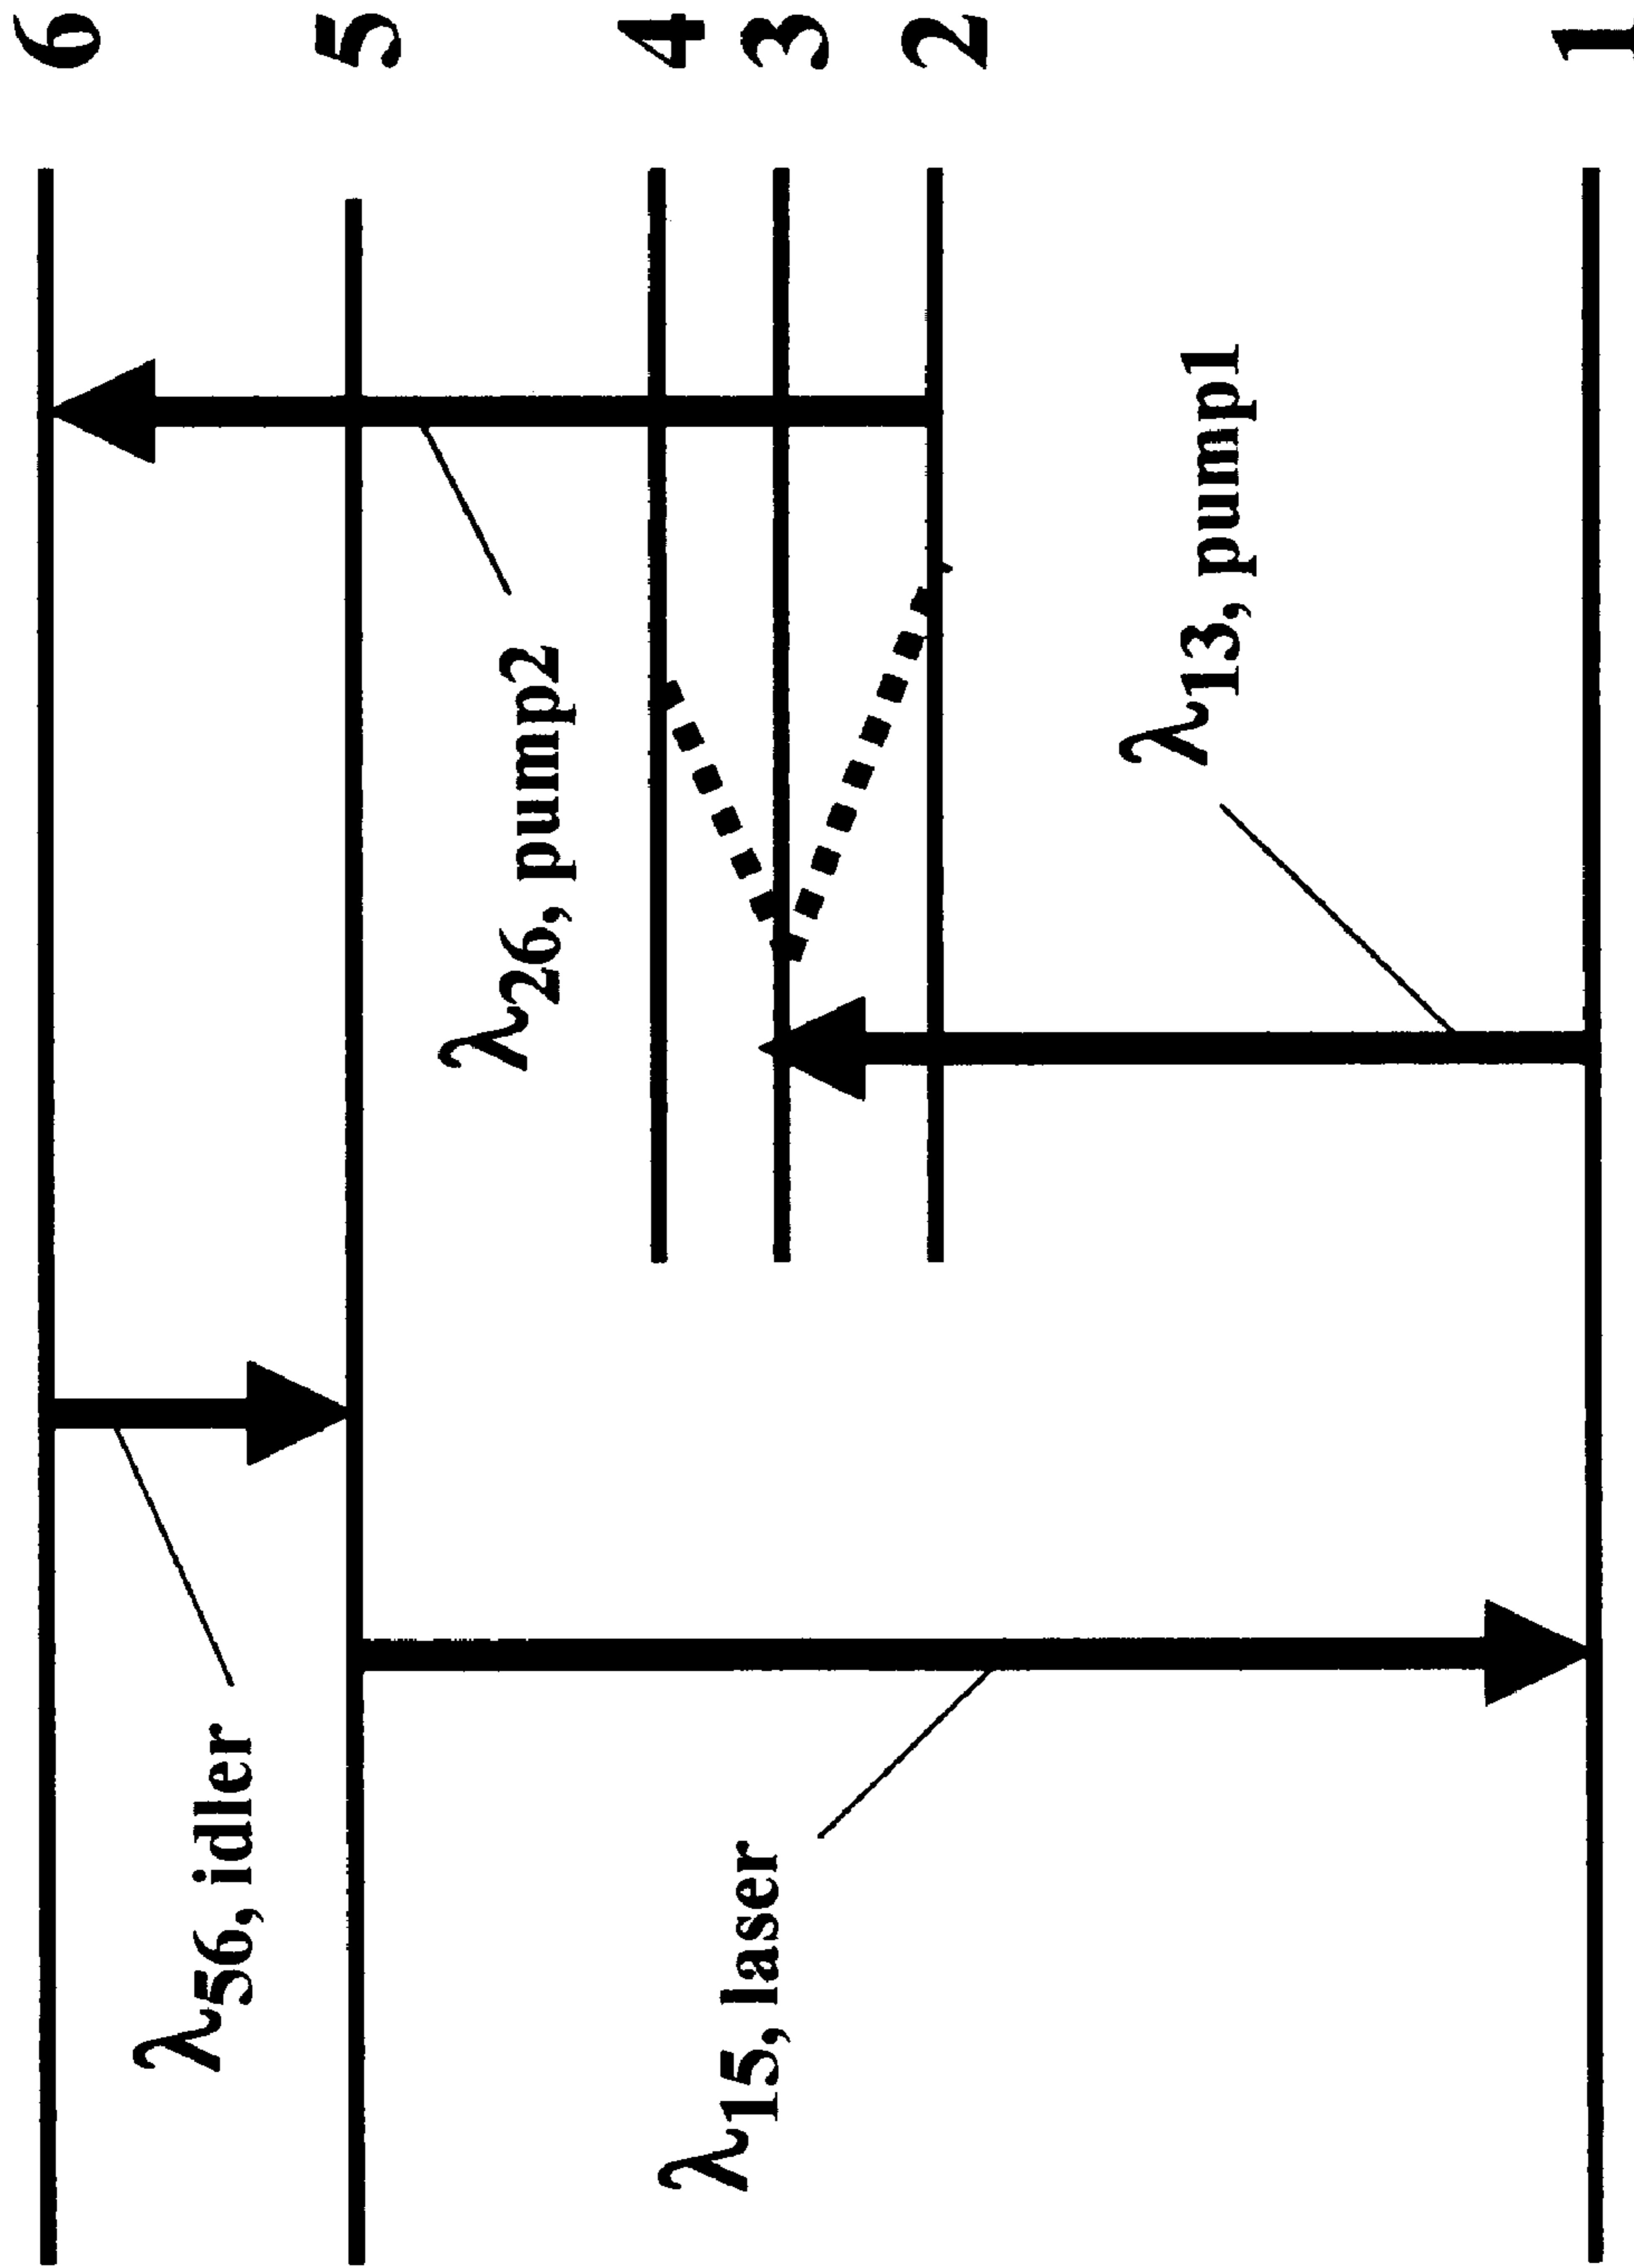 6
5
4
3
2
1
λ26, pump2
λ13, pump1
λ56, idler
λ15, laser